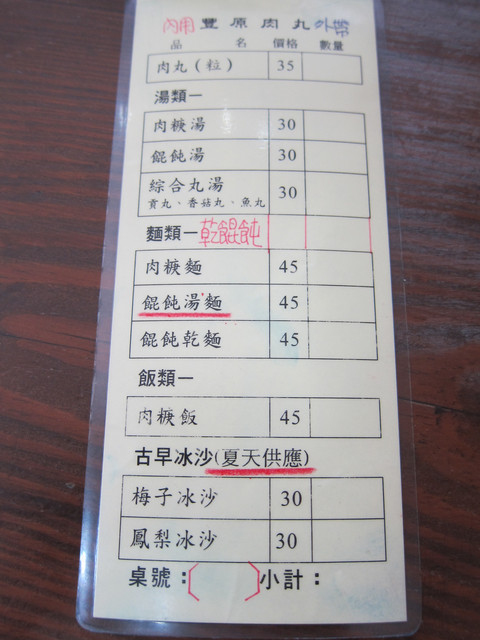 內用 豐原肉丸 外帶
品 名 價格 數量
肉丸(粒) 35
湯類一
肉焿湯 30
餛飩湯 30
綜合丸湯 30
貢丸、香菇丸、魚丸
麵類一 乾餛飩
肉焿麵 45
餛飩湯麵 45
餛飩乾麵 45
飯類一
肉焿飯 45
古早冰沙(夏天供應)
梅子冰沙 30
鳳梨冰沙 30
桌號:( )小計: